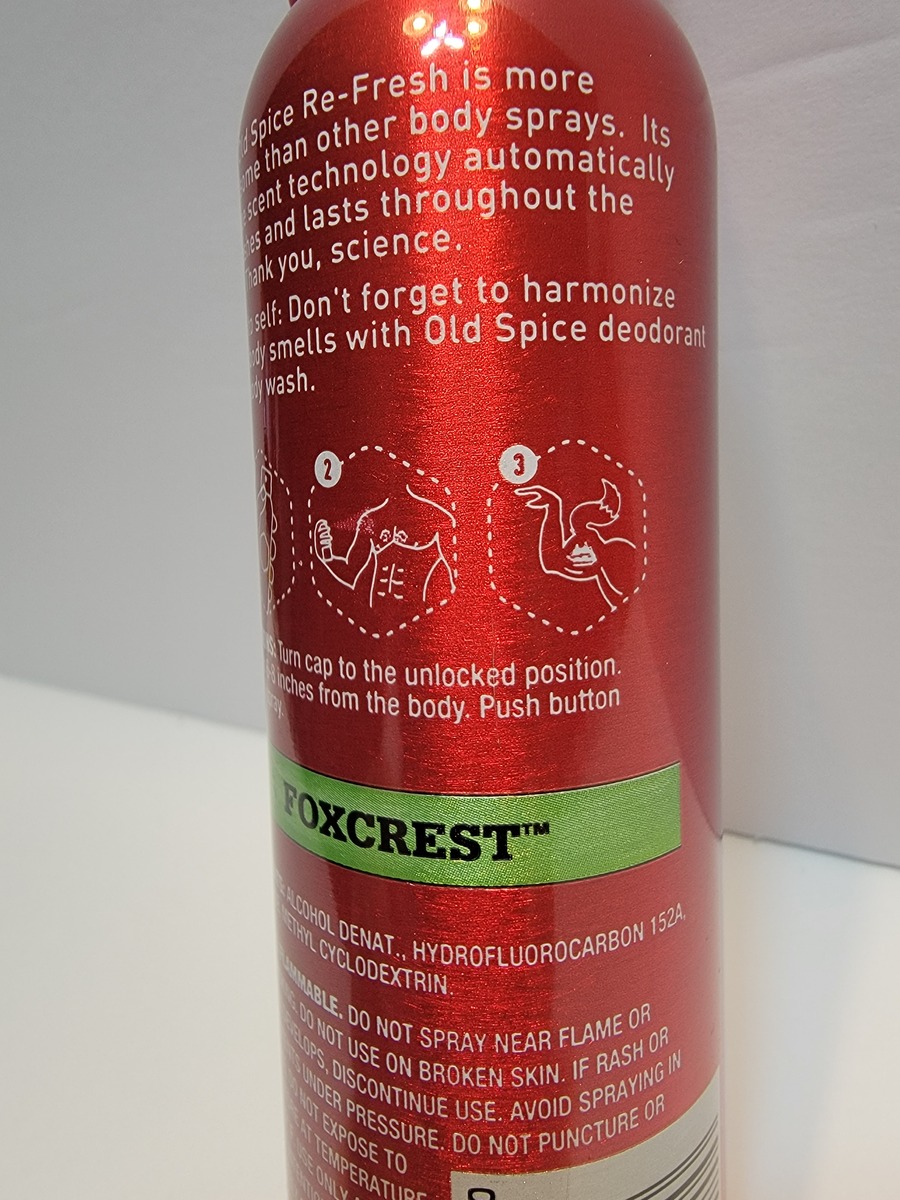 Spice Re-Fresh is more
than other body sprays. Its
scent technology automatically
and lasts throughout the
you, science.
self: Don't forget to harmonize
smells with Old Spice deodorant
wash.
2
3
Turn cap to the unlocked position.
inches from the body. Push button
FOXCREST™
ALCOHOL DENAT., HYDROFLUOROCARBON 152A,
CYCLODEXTRIN.
DO NOT SPRAY NEAR FLAME OR
DO NOT USE ON BROKEN SKIN. IF RASH OR
DISCONTINUE USE. AVOID SPRAYING IN
UNDER PRESSURE. DO NOT PUNCTURE OR
NOT EXPOSE TO
AT TEMPERATURE
USE ONLY